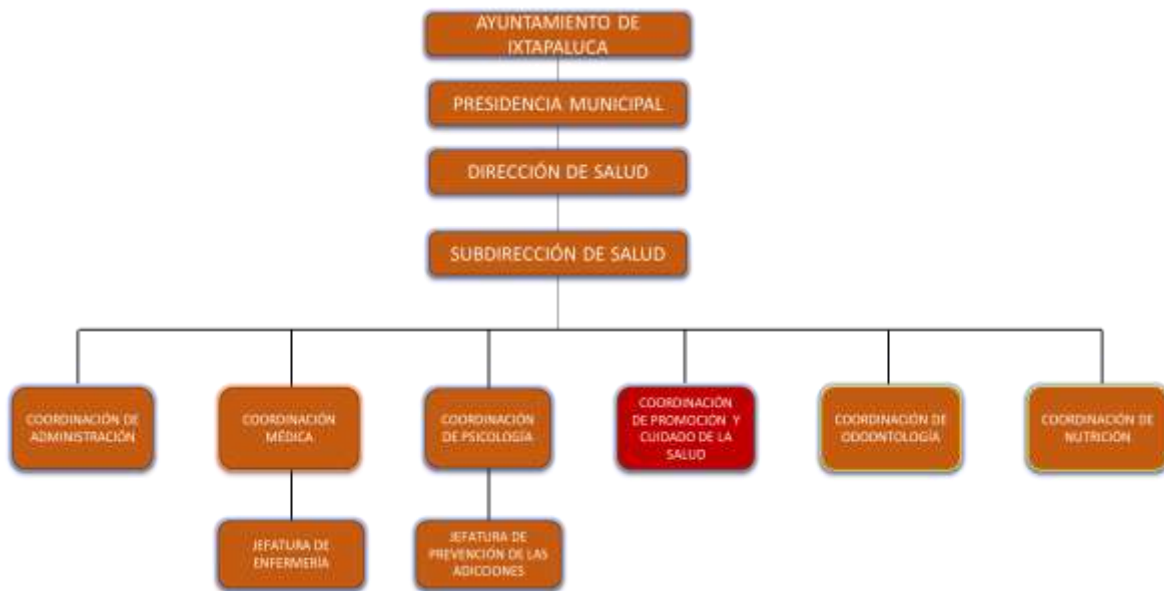 AYUNTAMIENTO DE
IXTAPALUCA
PRESIDENCIA MUNICIPAL
DIRECCIÓN DE SALUD
SUBDIRECCIÓN DE SALUD
COORDINACIÓN DE
ADMINISTRACIÓN
COORDINACIÓN
MÉDICA
COORDINACIÓN
DE PSICOLOGÍA
COORDINACIÓN
DE PROMOCIÓN Y
CUIDADO DE LA
SALUD
COORDINACIÓN DE
ODODONTOLOGÍA
COORDINACIÓN DE
NUTRICIÓN
JEFATURA DE
ENFERMERÍA
JEFATURA DE
PREVENCIÓN DE LAS
ADICCIONES